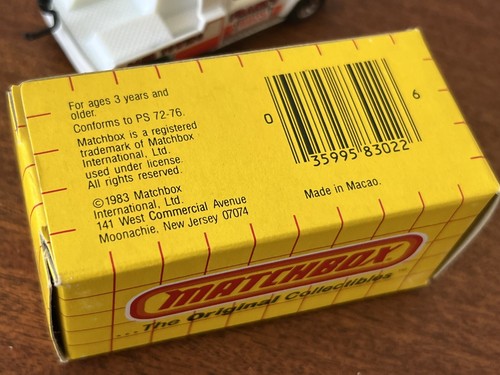 For ages 3 years and
older.
Conforms to PS 72-76.
Matchbox is a registered
trademark of Matchbox
International, Ltd.
used under license.
All rights reserved.
©1983 Matchbox
International, Ltd.
141 West Commercial Avenue
Moonachie, New Jersey 07074
0 35995 83022 6
Made in Macao.
MATCHBOX
...The Original Collectibles™